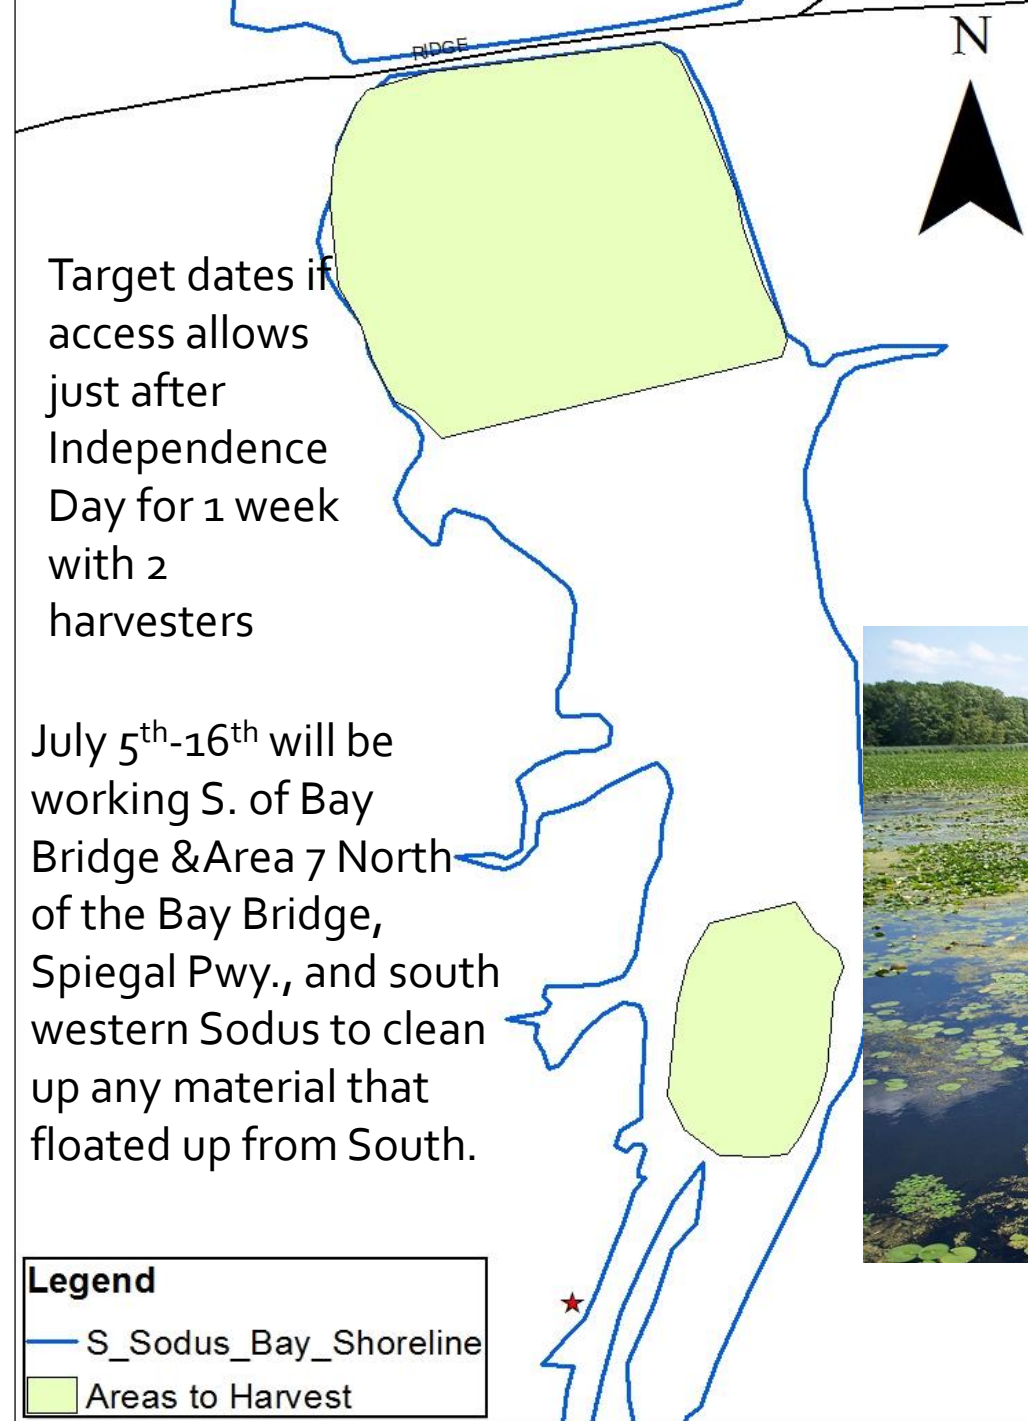 RIDGE
N
Target dates if
access allows
just after
Independence
Day for 1 week
with 2
harvesters
July 5th-16th will be
working S. of Bay
Bridge &Area 7 North
of the Bay Bridge,
Spiegal Pwy., and south
western Sodus to clean
up any material that
floated up from South.
Legend
S_Sodus_Bay_Shoreline
Areas to Harvest